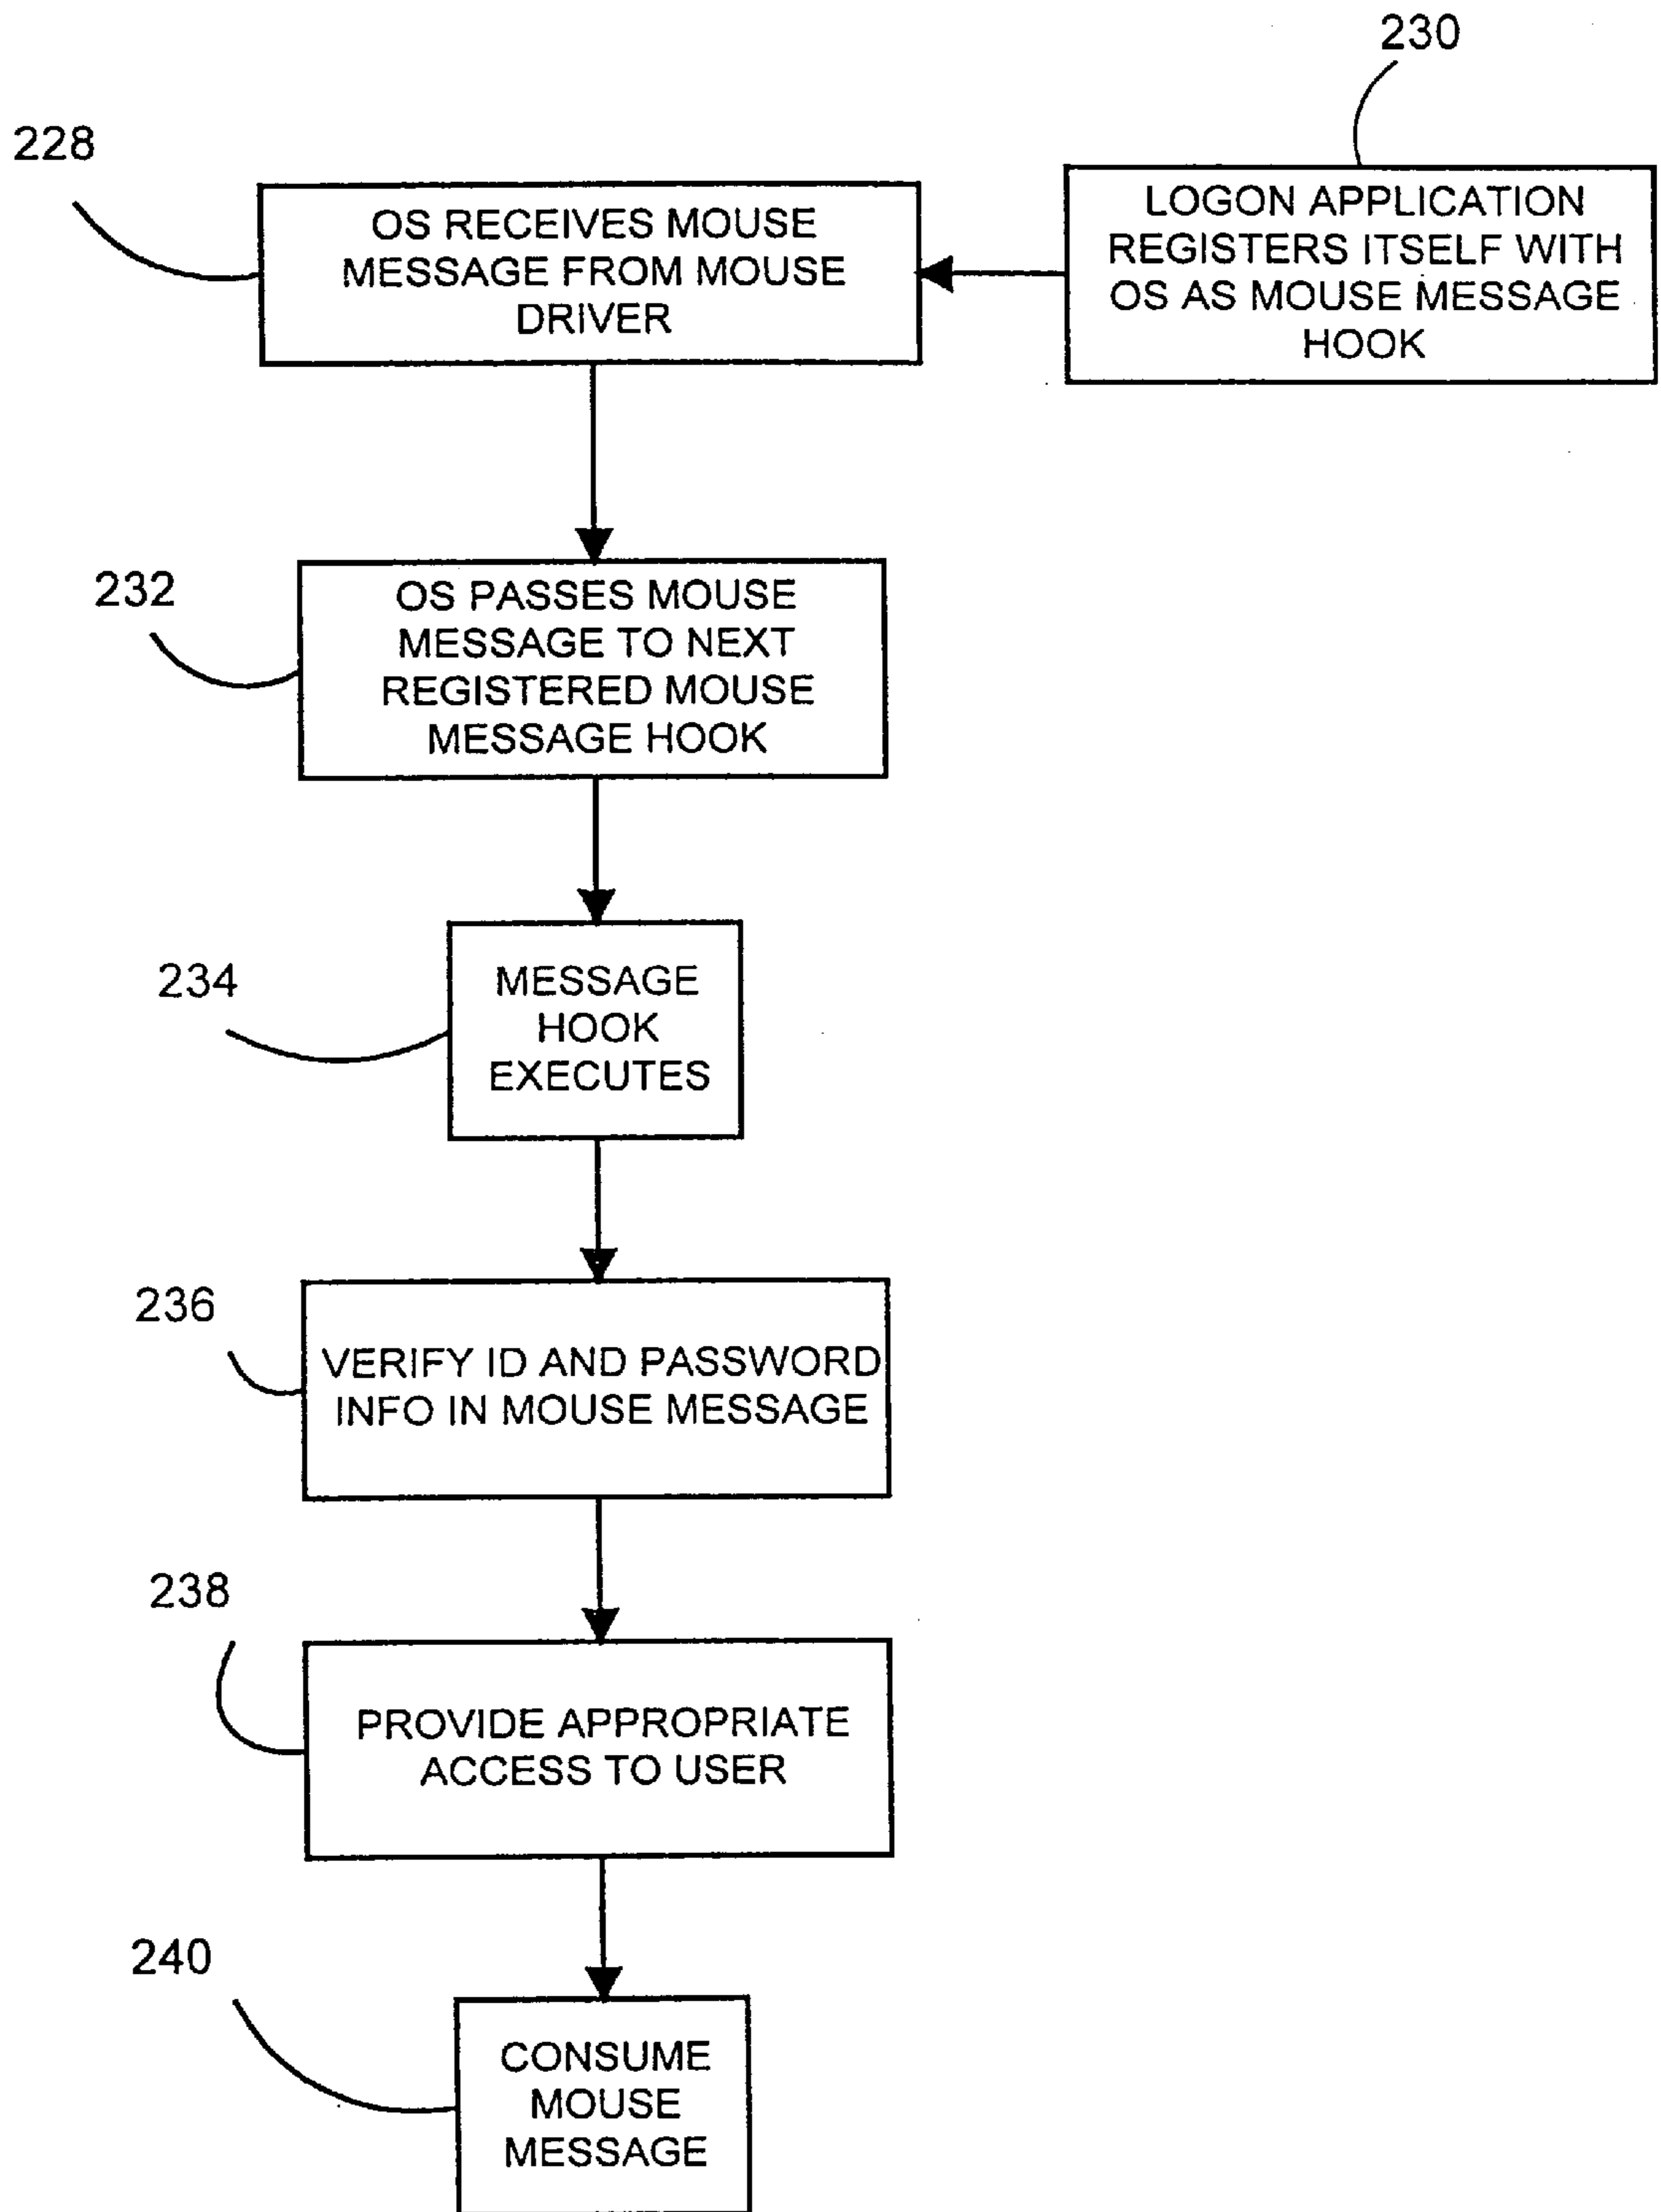 230
228
LOGON APPLICATION
REGISTERS ITSELF WITH
OS AS MOUSE MESSAGE
HOOK
OS RECEIVES MOUSE
MESSAGE FROM MOUSE
DRIVER
232
OS PASSES MOUSE
MESSAGE TO NEXT
REGISTERED MOUSE
MESSAGE HOOK
234
MESSAGE
HOOK
EXECUTES
236
VERIFY ID AND PASSWORD
INFO IN MOUSE MESSAGE
238
PROVIDE APPROPRIATE
ACCESS TO USER
240
CONSUME
MOUSE
MESSAGE